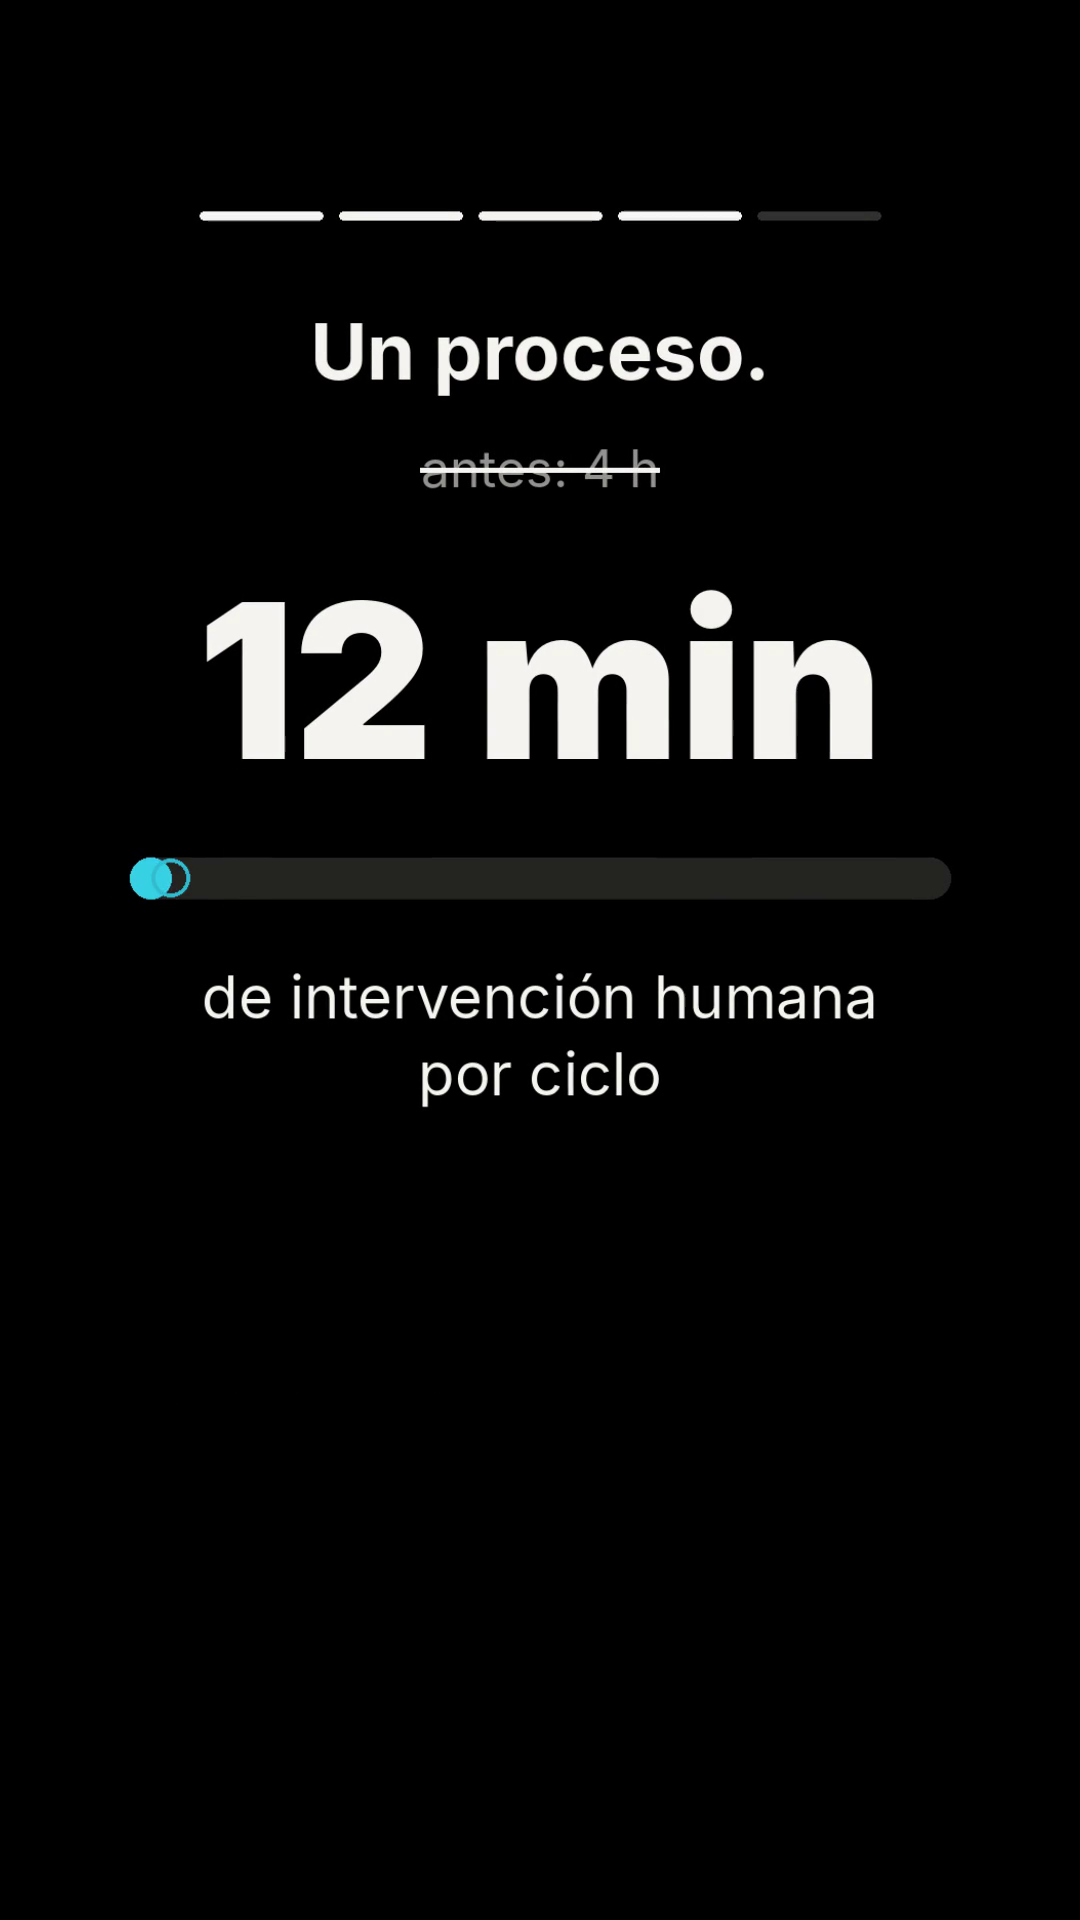 Un proceso.
antes: 4 h
12 min
de intervención humana
por ciclo